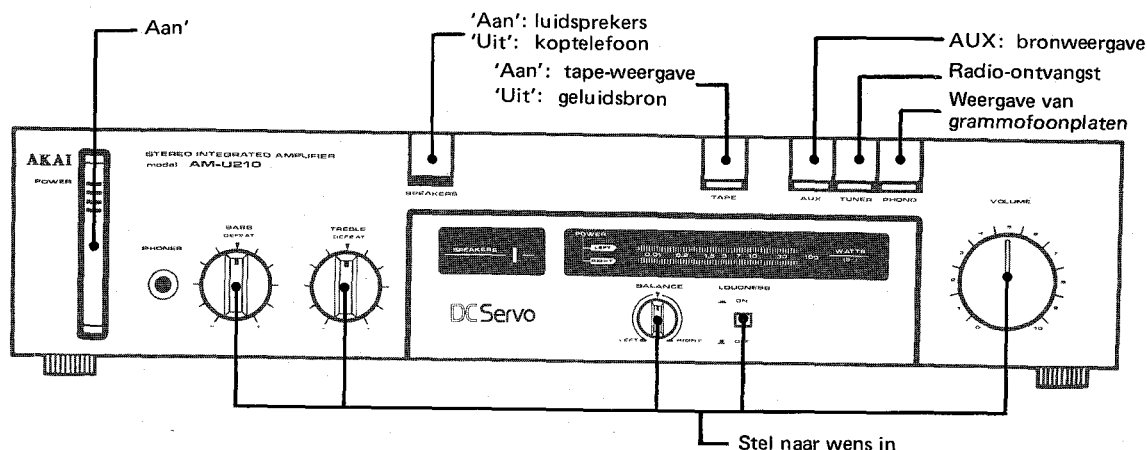 Aan'
'Aan': luidsprekers
'Uit': koptelefoon
'Aan': tape-weergave
'Uit': geluidsbron
AUX: bronweergave
Radio-ontvangst
Weergave van
grammofoonplaten
AKAI
POWER
STEREO INTEGRATED AMPLIFIER
model AM-U210
SPEAKERS
TAPE
AUX
TUNER
PHONO
VOLUME
PHONES
BASS
DEFEAT
TREBLE
DEFEAT
SPEAKERS
POWER
LEFT
RIGHT
WATTS
DC Servo
BALANCE
LEFT
RIGHT
LOUDNESS
ON
OFF
10
Stel naar wens in